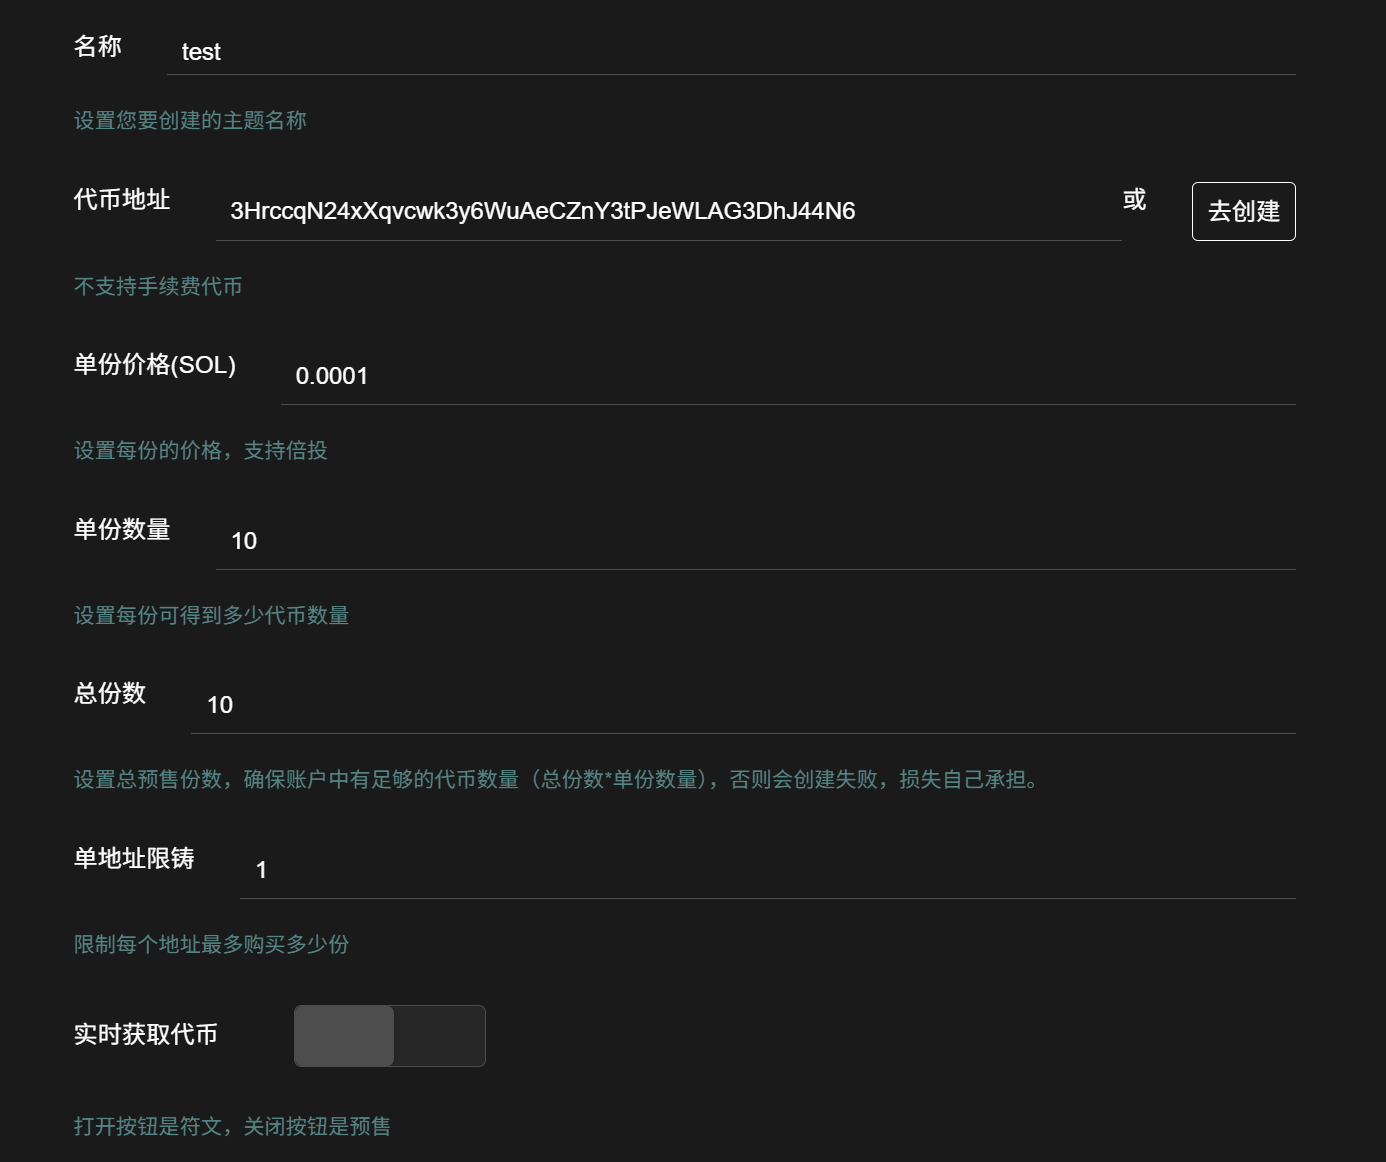 名称 test
设置您要创建的主题名称
代币地址 3HrccqN24xXqvcwk3y6WuAeCZnY3tPJeWLAG3DhJ44N6 或 去创建
不支持手续费代币
单份价格(SOL) 0.0001
设置每份的价格，支持倍投
单份数量 10
设置每份可得到多少代币数量
总份数 10
设置总预售份数，确保账户中有足够的代币数量（总份数*单份数量），否则会创建失败，损失自己承担。
单地址限铸 1
限制每个地址最多购买多少份
实时获取代币
打开按钮是符文，关闭按钮是预售